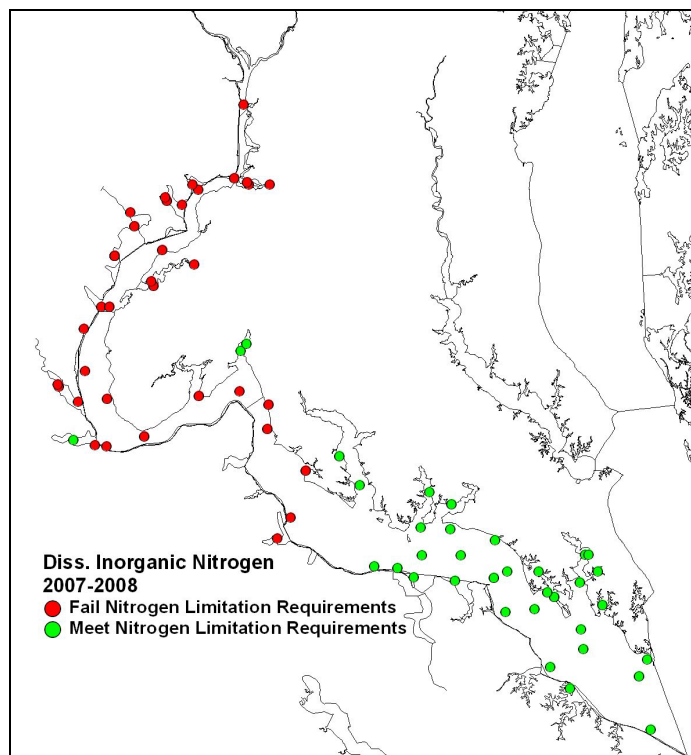 Diss. Inorganic Nitrogen
2007-2008
Fail Nitrogen Limitation Requirements
Meet Nitrogen Limitation Requirements